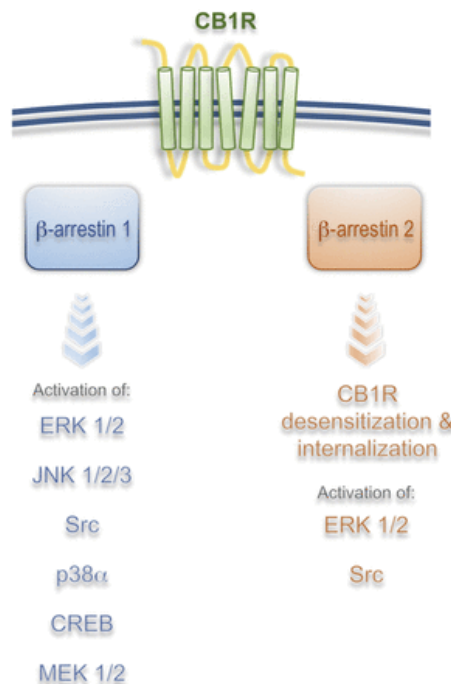 CB1R
β-arrestin 1
β-arrestin 2
Activation of:
ERK 1/2
JNK 1/2/3
Src
p38α
CREB
MEK 1/2
CB1R
desensitization &
internalization
Activation of:
ERK 1/2
Src